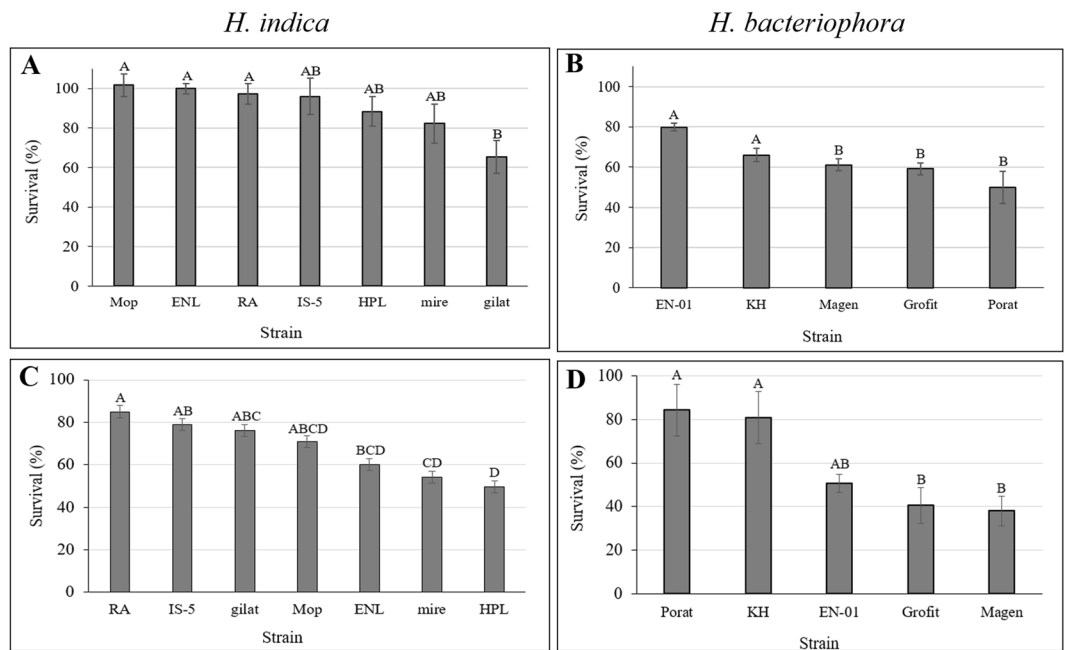 H. indica
H. bacteriophora
A
A A A AB AB AB B
100
80
60
40
20
0
Survival (%)
Mop ENL RA IS-5 HPL mire gilat
Strain
B
A A B B B
100
80
60
40
20
0
Survival (%)
EN-01 KH Magen Grofit Porat
Strain
C
A AB ABC ABCD BCD CD D
100
80
60
40
20
0
Survival (%)
RA IS-5 gilat Mop ENL mire HPL
Strain
D
A A AB B B
100
80
60
40
20
0
Survival (%)
Porat KH EN-01 Grofit Magen
Strain